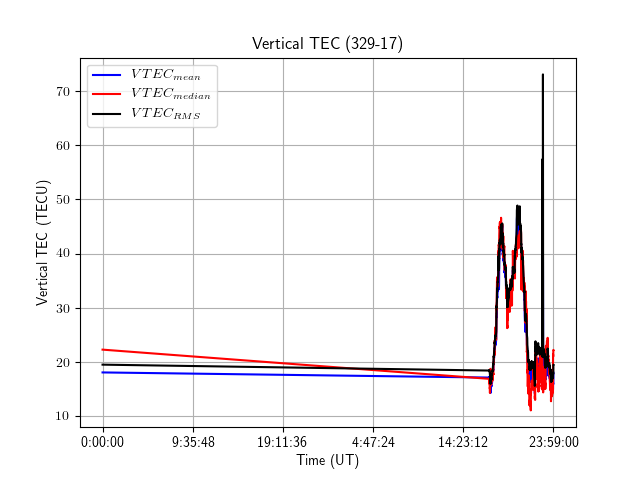 Vertical TEC (329-17)
VTEC_mean
VTEC_median
VTEC_RMS
70
60
50
40
30
20
10
Vertical TEC (TECU)
0:00:00 9:35:48 19:11:36 4:47:24 14:23:12 23:59:00
Time (UT)